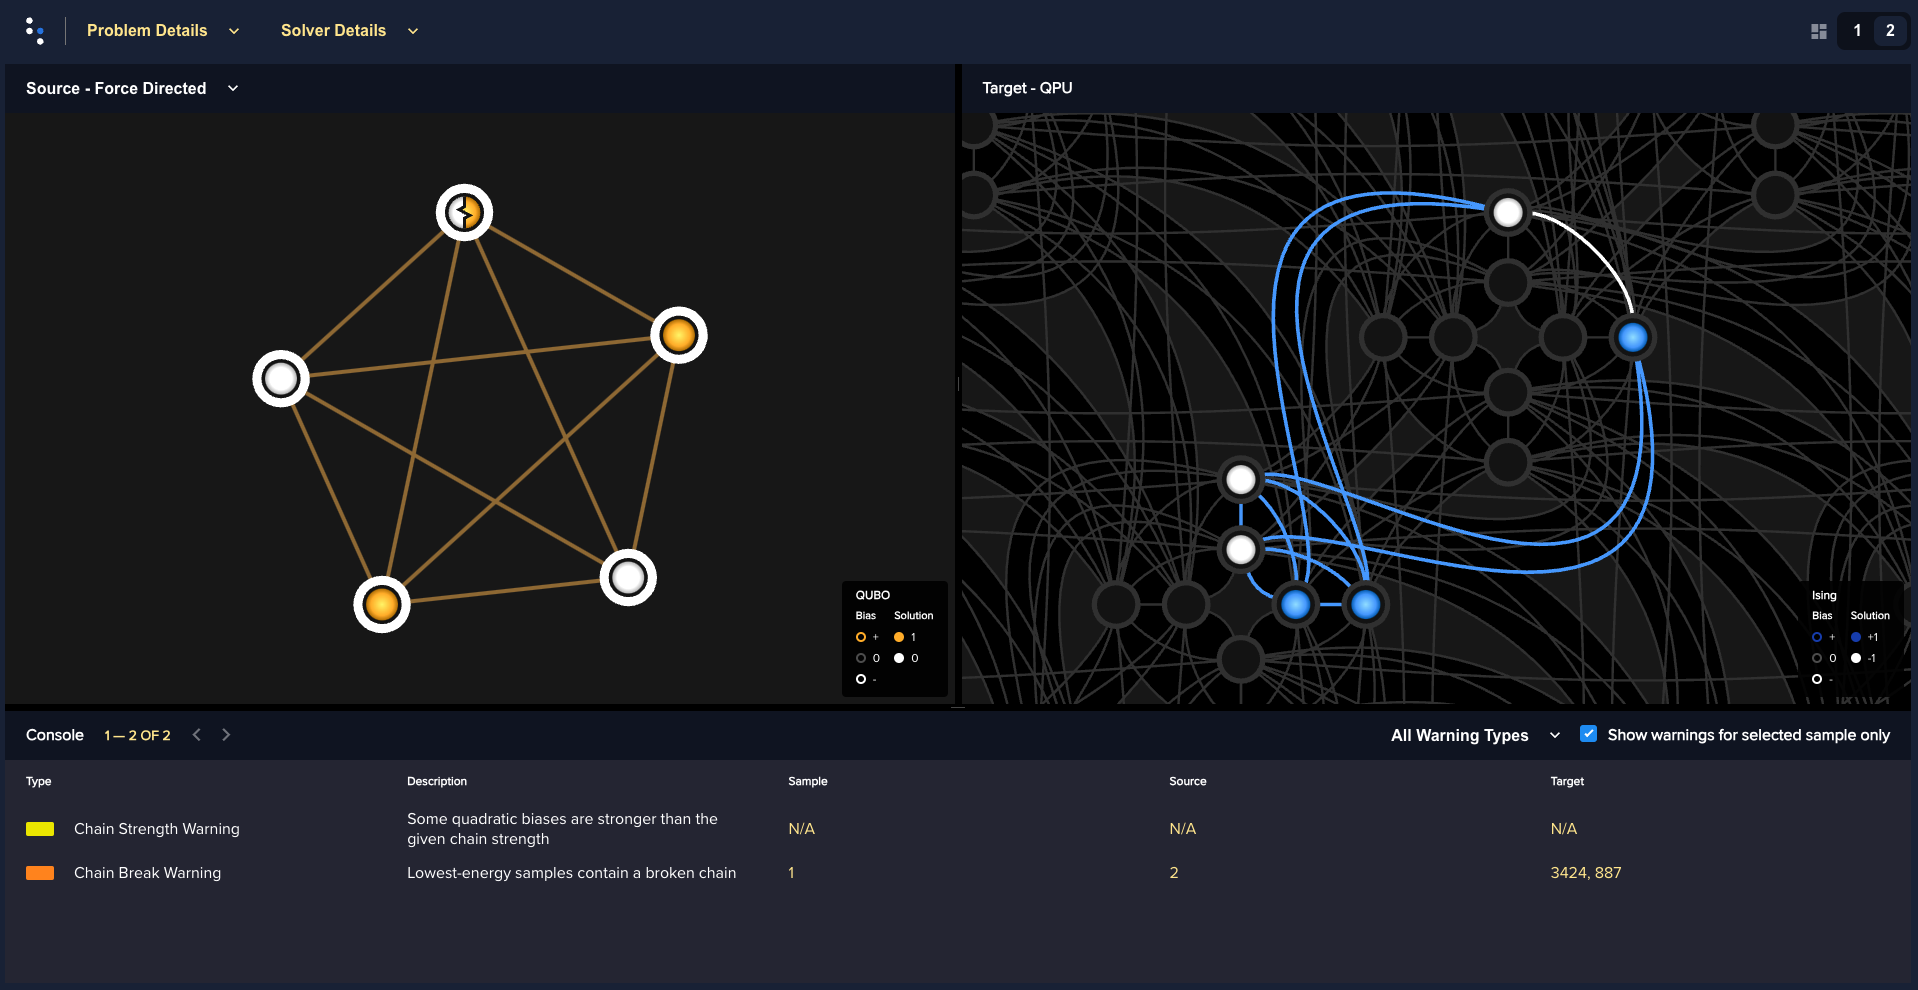 Problem Details
Solver Details
1
2
Source - Force Directed
Target - QPU
QUBO
Bias Solution
+ 1
0 0
-
Ising
Bias Solution
+ +1
0 -1
-
Console 1 — 2 OF 2
All Warning Types
Show warnings for selected sample only
Type Description Sample Source Target
Chain Strength Warning
Some quadratic biases are stronger than the
given chain strength
N/A N/A N/A
Chain Break Warning Lowest-energy samples contain a broken chain 1 2 3424, 887